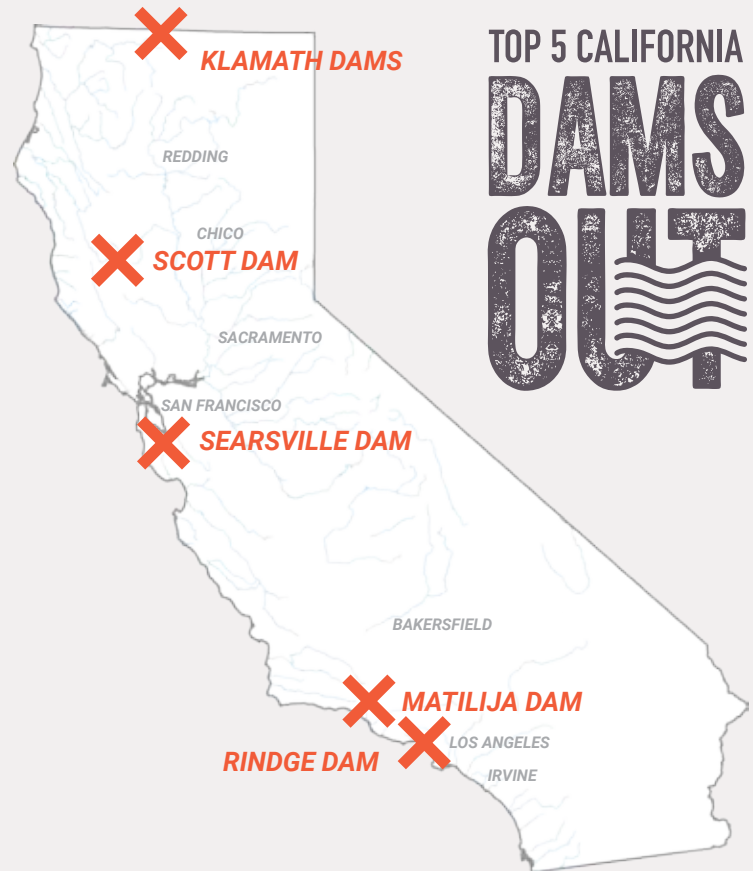 TOP 5 CALIFORNIA
DAMS
OUT
KLAMATH DAMS
REDDING
CHICO
SCOTT DAM
SACRAMENTO
SAN FRANCISCO
SEARSVILLE DAM
BAKERSFIELD
MATILIJA DAM
LOS ANGELES
RINDGE DAM
IRVINE